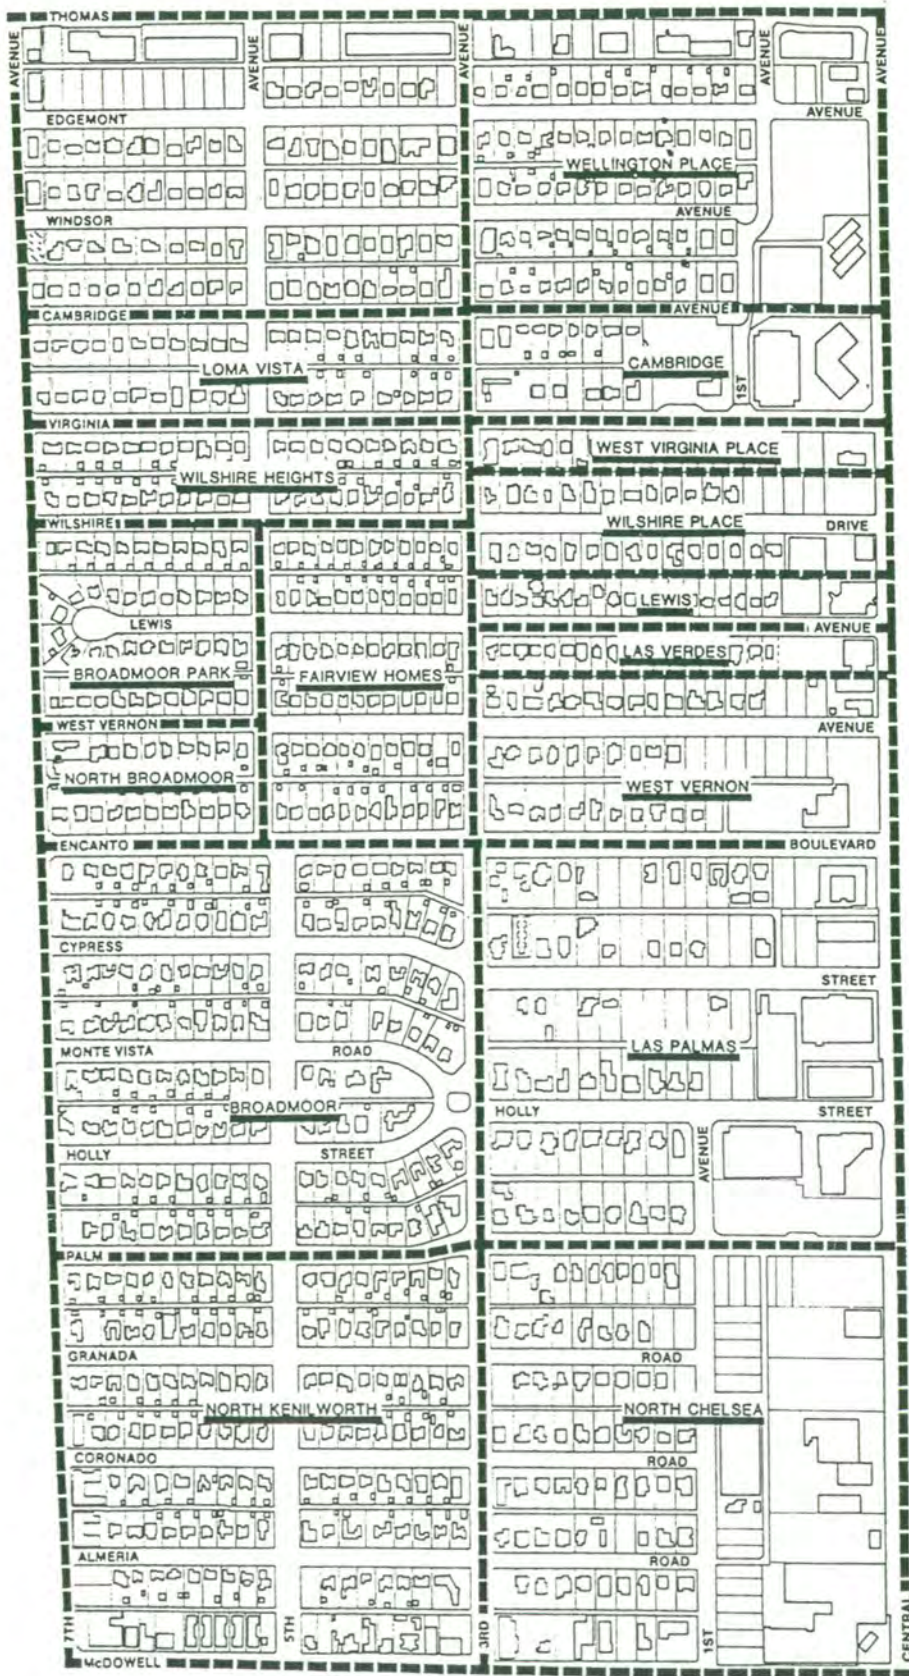 THOMAS
AVENUE
AVENUE
AVENUE
AVENUE
AVENUE
EDGEMONT
AVENUE
WELLINGTON PLACE
WINDSOR
AVENUE
CAMBRIDGE
AVENUE
LOMA VISTA
CAMBRIDGE
1ST
VIRGINIA
WEST VIRGINIA PLACE
WILSHIRE HEIGHTS
WILSHIRE
WILSHIRE PLACE
DRIVE
LEWIS
LEWIS
AVENUE
BROADMOOR PARK
FAIRVIEW HOMES
LAS VERDES
WEST VERNON
AVENUE
NORTH BROADMOOR
WEST VERNON
ENCANTO
BOULEVARD
CYPRESS
STREET
MONTE VISTA
ROAD
LAS PALMAS
BROADMOOR
HOLLY
STREET
HOLLY
STREET
AVENUE
PALM
GRANADA
ROAD
NORTH KENILWORTH
NORTH CHELSEA
CORONADO
ROAD
ALMERIA
ROAD
7TH
5TH
3RD
1ST
CENTRAL
McDOWELL